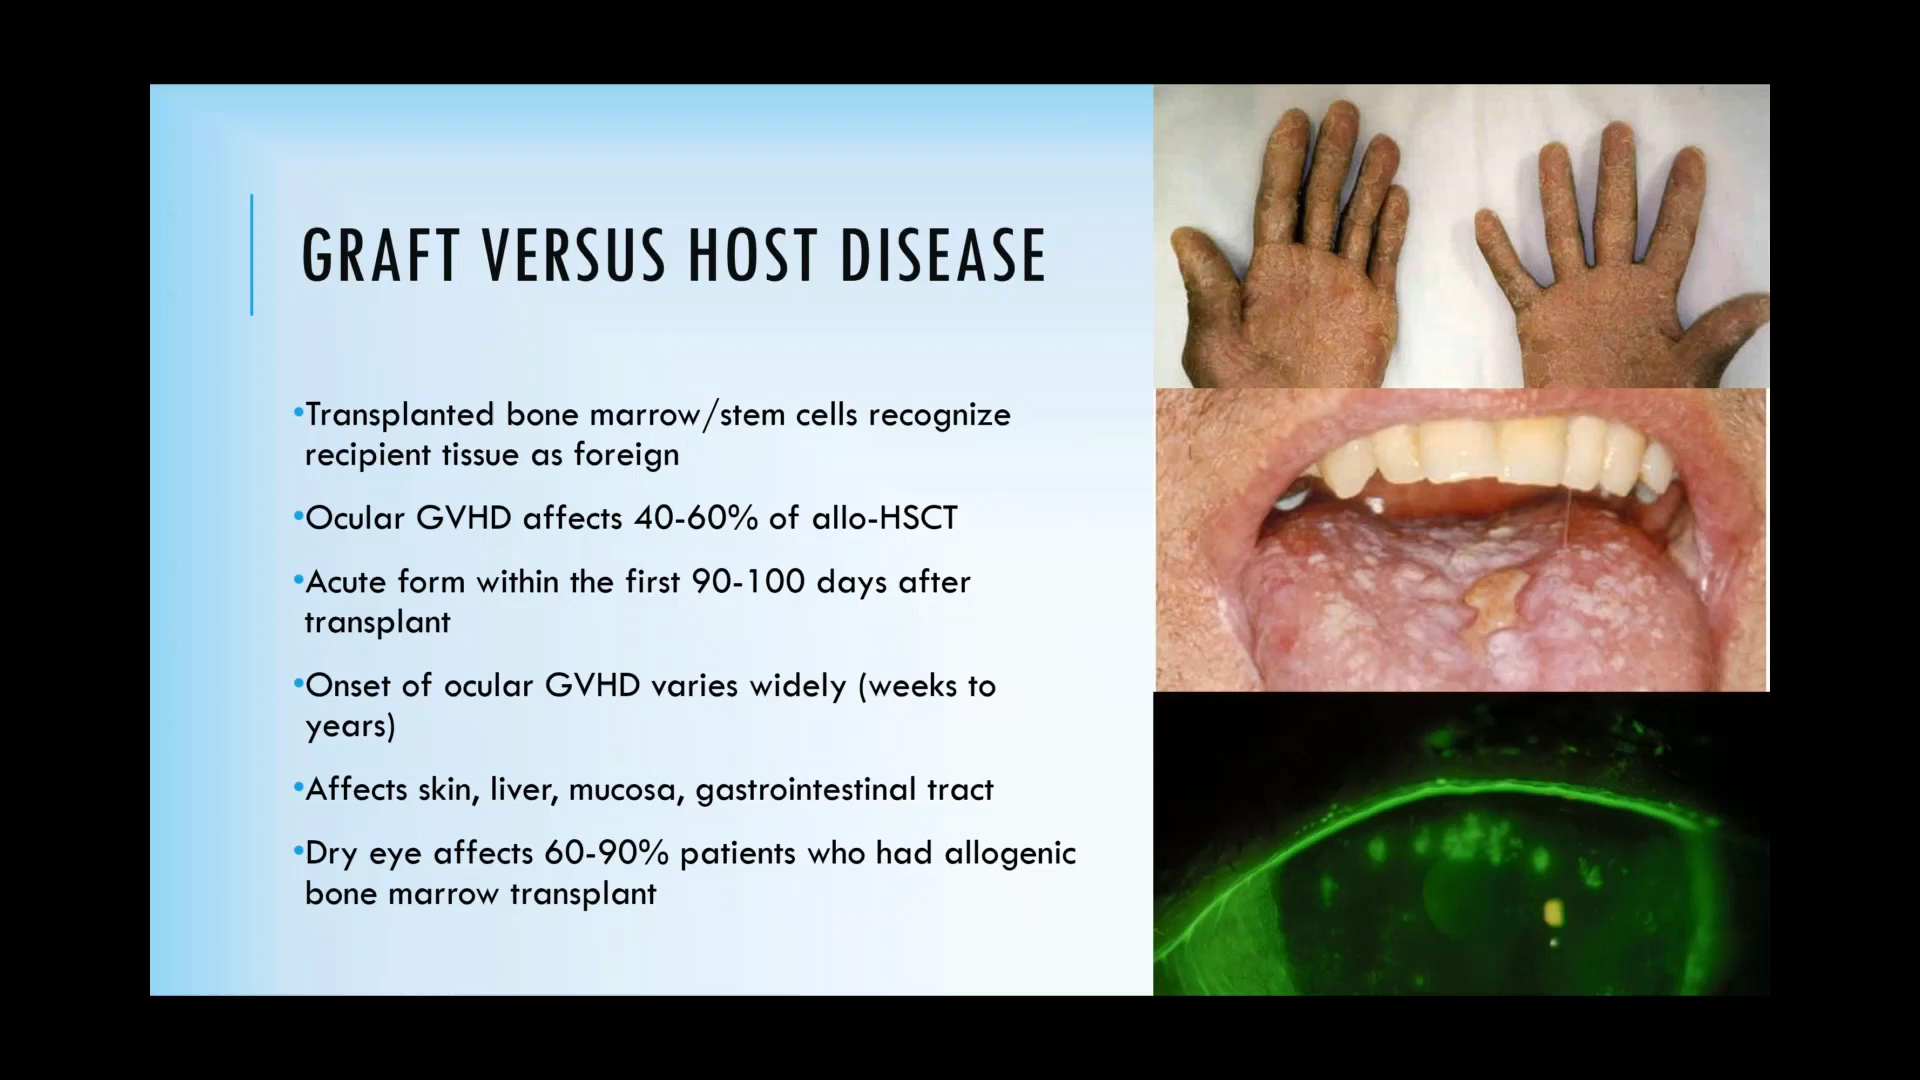 GRAFT VERSUS HOST DISEASE
•Transplanted bone marrow/stem cells recognize
recipient tissue as foreign
•Ocular GVHD affects 40-60% of allo-HSCT
•Acute form within the first 90-100 days after
transplant
•Onset of ocular GVHD varies widely (weeks to
years)
•Affects skin, liver, mucosa, gastrointestinal tract
•Dry eye affects 60-90% patients who had allogenic
bone marrow transplant